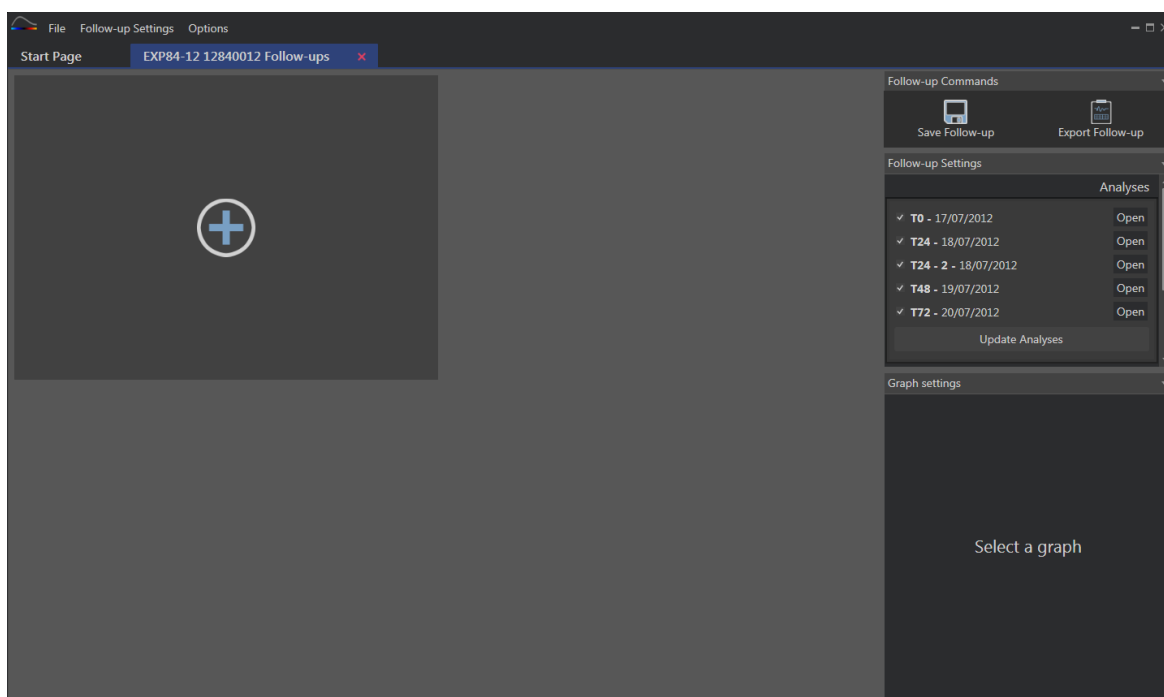 File Follow-up Settings Options
Start Page EXP84-12 12840012 Follow-ups
Follow-up Commands
Save Follow-up Export Follow-up
Follow-up Settings
Analyses
T0 - 17/07/2012 Open
T24 - 18/07/2012 Open
T24 - 2 - 18/07/2012 Open
T48 - 19/07/2012 Open
T72 - 20/07/2012 Open
Update Analyses
Graph settings
Select a graph